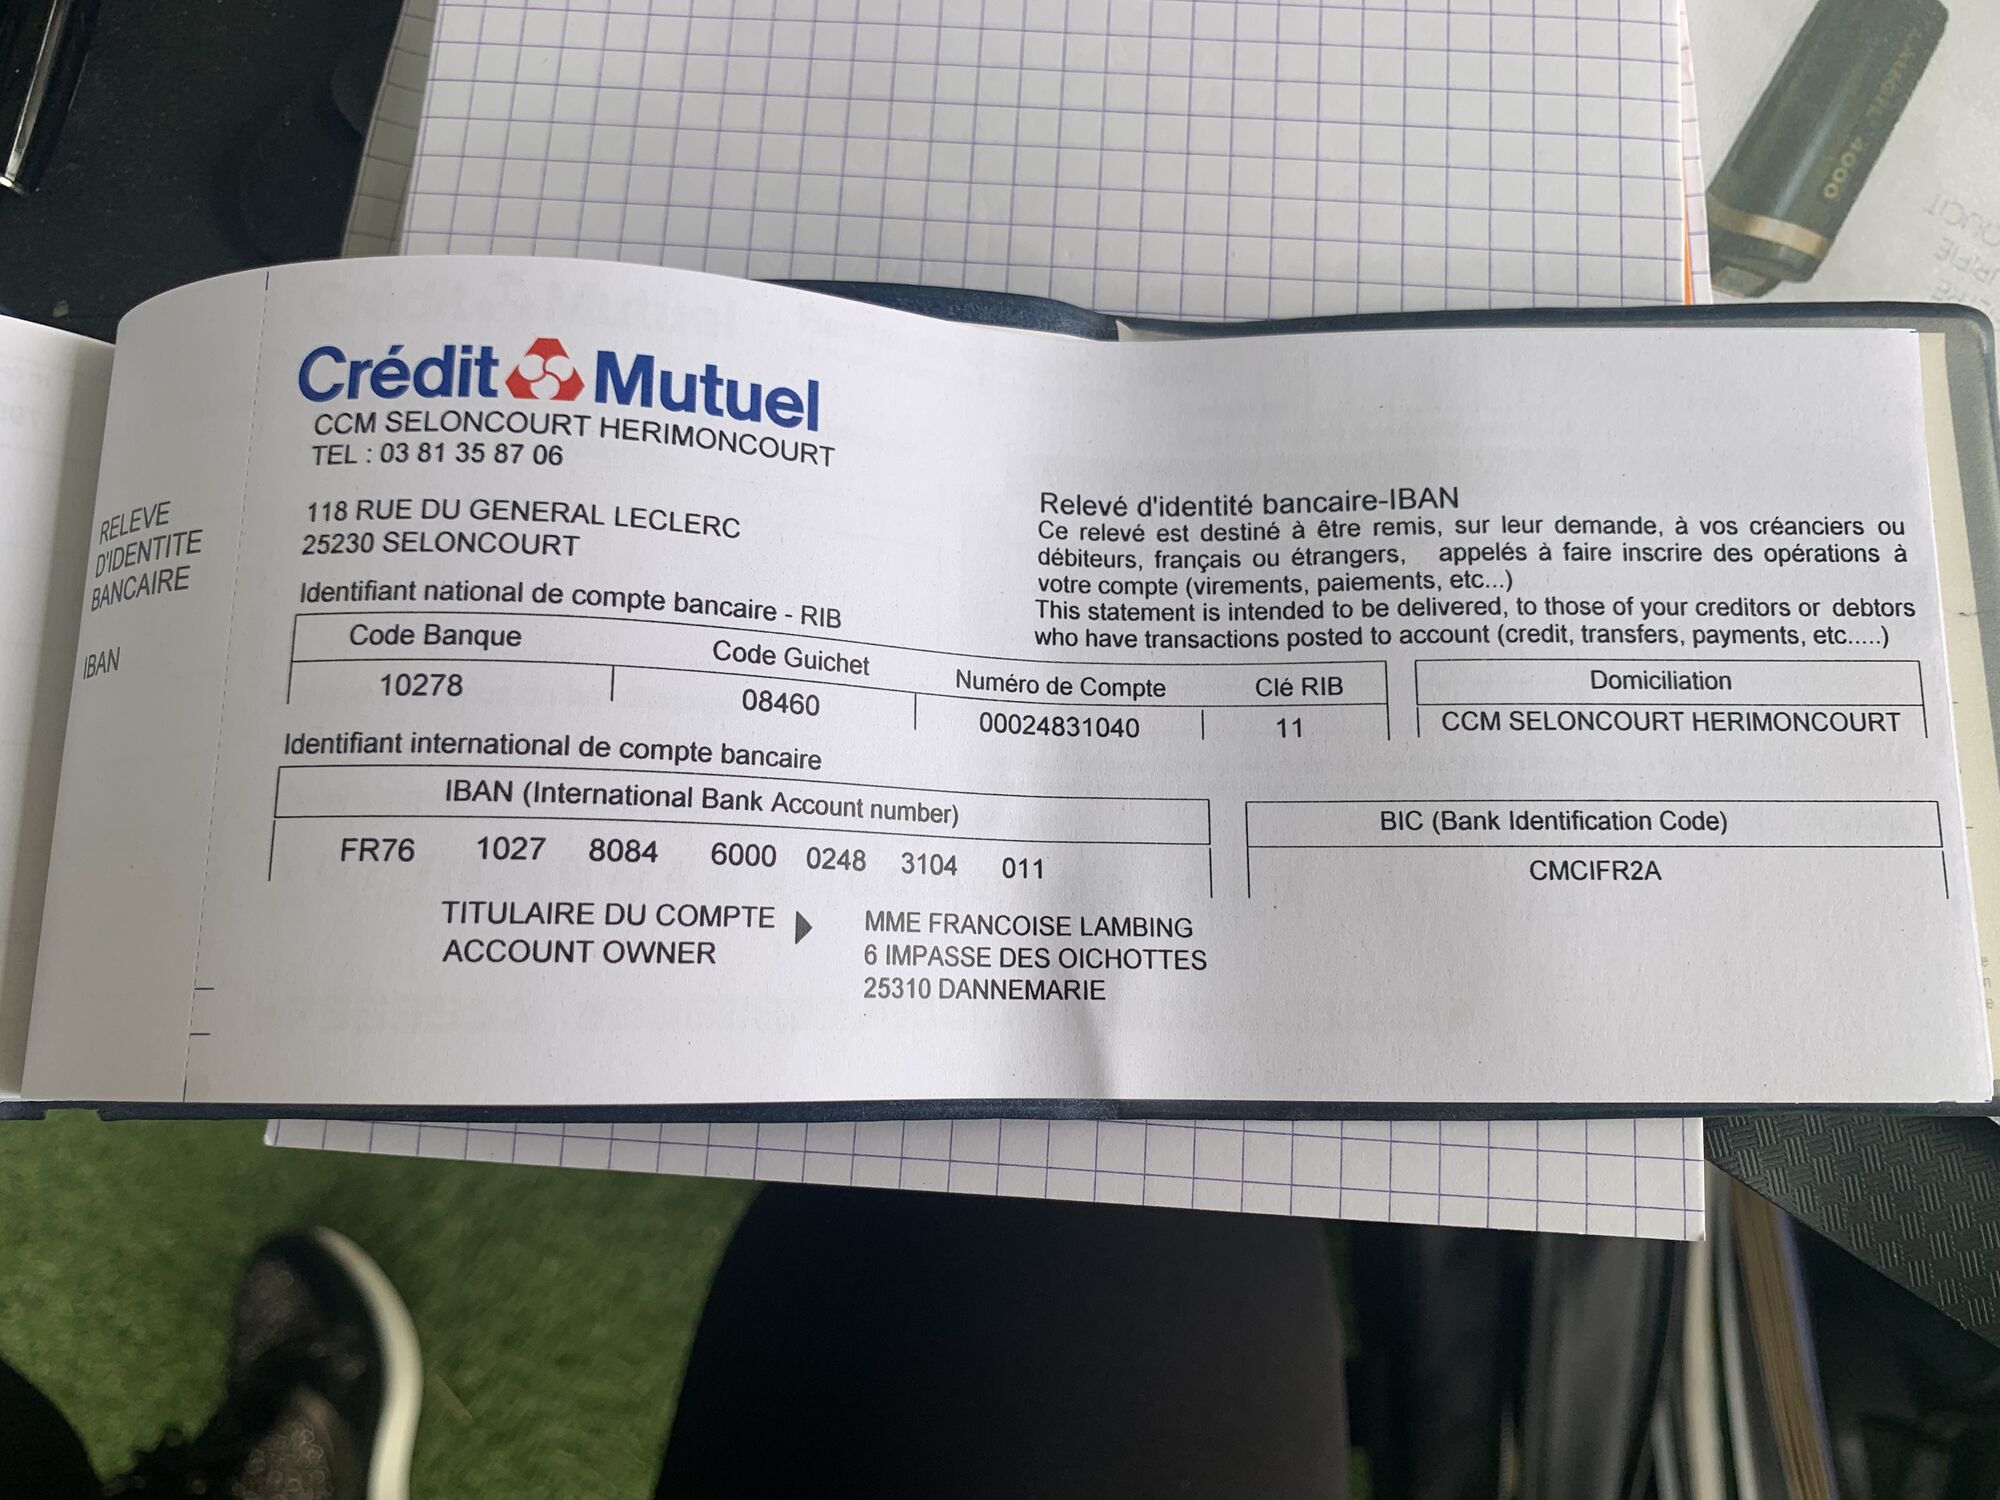 Crédit Mutuel
CCM SELONCOURT HERIMONCOURT
TEL : 03 81 35 87 06
118 RUE DU GENERAL LECLERC
25230 SELONCOURT
RELEVE
D'IDENTITE
BANCAIRE
IBAN
Relevé d'identité bancaire-IBAN
Ce relevé est destiné à être remis, sur leur demande, à vos créanciers ou
débiteurs, français ou étrangers, appelés à faire inscrire des opérations à
votre compte (virements, paiements, etc...)
This statement is intended to be delivered, to those of your creditors or debtors
who have transactions posted to account (credit, transfers, payments, etc.....)
Identifiant national de compte bancaire - RIB
Code Banque Code Guichet Numéro de Compte Clé RIB Domiciliation
10278 08460 00024831040 11 CCM SELONCOURT HERIMONCOURT
Identifiant international de compte bancaire
IBAN (International Bank Account number) BIC (Bank Identification Code)
FR76 1027 8084 6000 0248 3104 011 CMCIFR2A
TITULAIRE DU COMPTE MME FRANCOISE LAMBING
ACCOUNT OWNER 6 IMPASSE DES OICHOTTES
25310 DANNEMARIE
4000